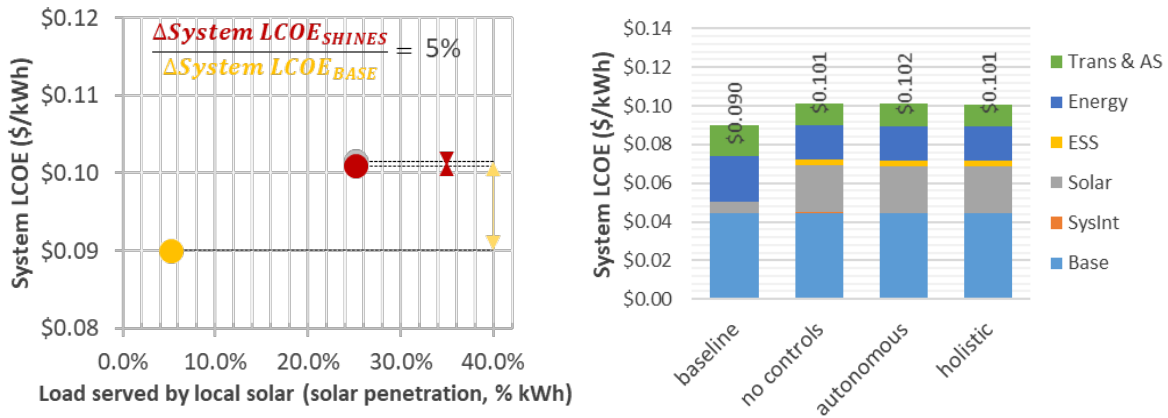 $0.12
$0.11
$0.10
$0.09
$0.08
System LCOE ($/kWh)
ΔSystem LCOE_SHINES
ΔSystem LCOE_BASE
= 5%
0.0% 10.0% 20.0% 30.0% 40.0%
Load served by local solar (solar penetration, % kWh)
$0.14
$0.12
$0.10
$0.08
$0.06
$0.04
$0.02
$0.00
System LCOE ($/kWh)
$0.090
$0.101
$0.102
$0.101
baseline
no controls
autonomous
holistic
Trans & AS
Energy
ESS
Solar
SysInt
Base